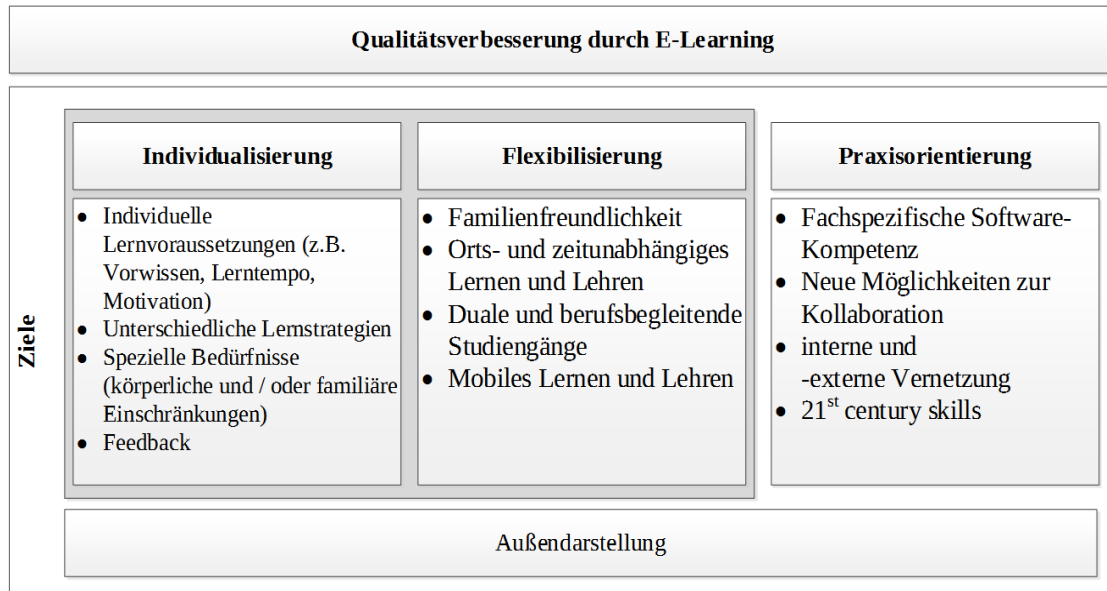 Qualitätsverbesserung durch E-Learning
Ziele
Individualisierung
● Individuelle
Lernvoraussetzungen (z.B.
Vorwissen, Lerntempo,
Motivation)
● Unterschiedliche Lernstrategien
● Spezielle Bedürfnisse
(körperliche und / oder familiäre
Einschränkungen)
● Feedback
Flexibilisierung
● Familienfreundlichkeit
● Orts- und zeitunabhängiges
Lernen und Lehren
● Duale und berufsbegleitende
Studiengänge
● Mobiles Lernen und Lehren
Praxisorientierung
● Fachspezifische Software-
Kompetenz
● Neue Möglichkeiten zur
Kollaboration
● interne und
-externe Vernetzung
● 21st century skills
Außendarstellung